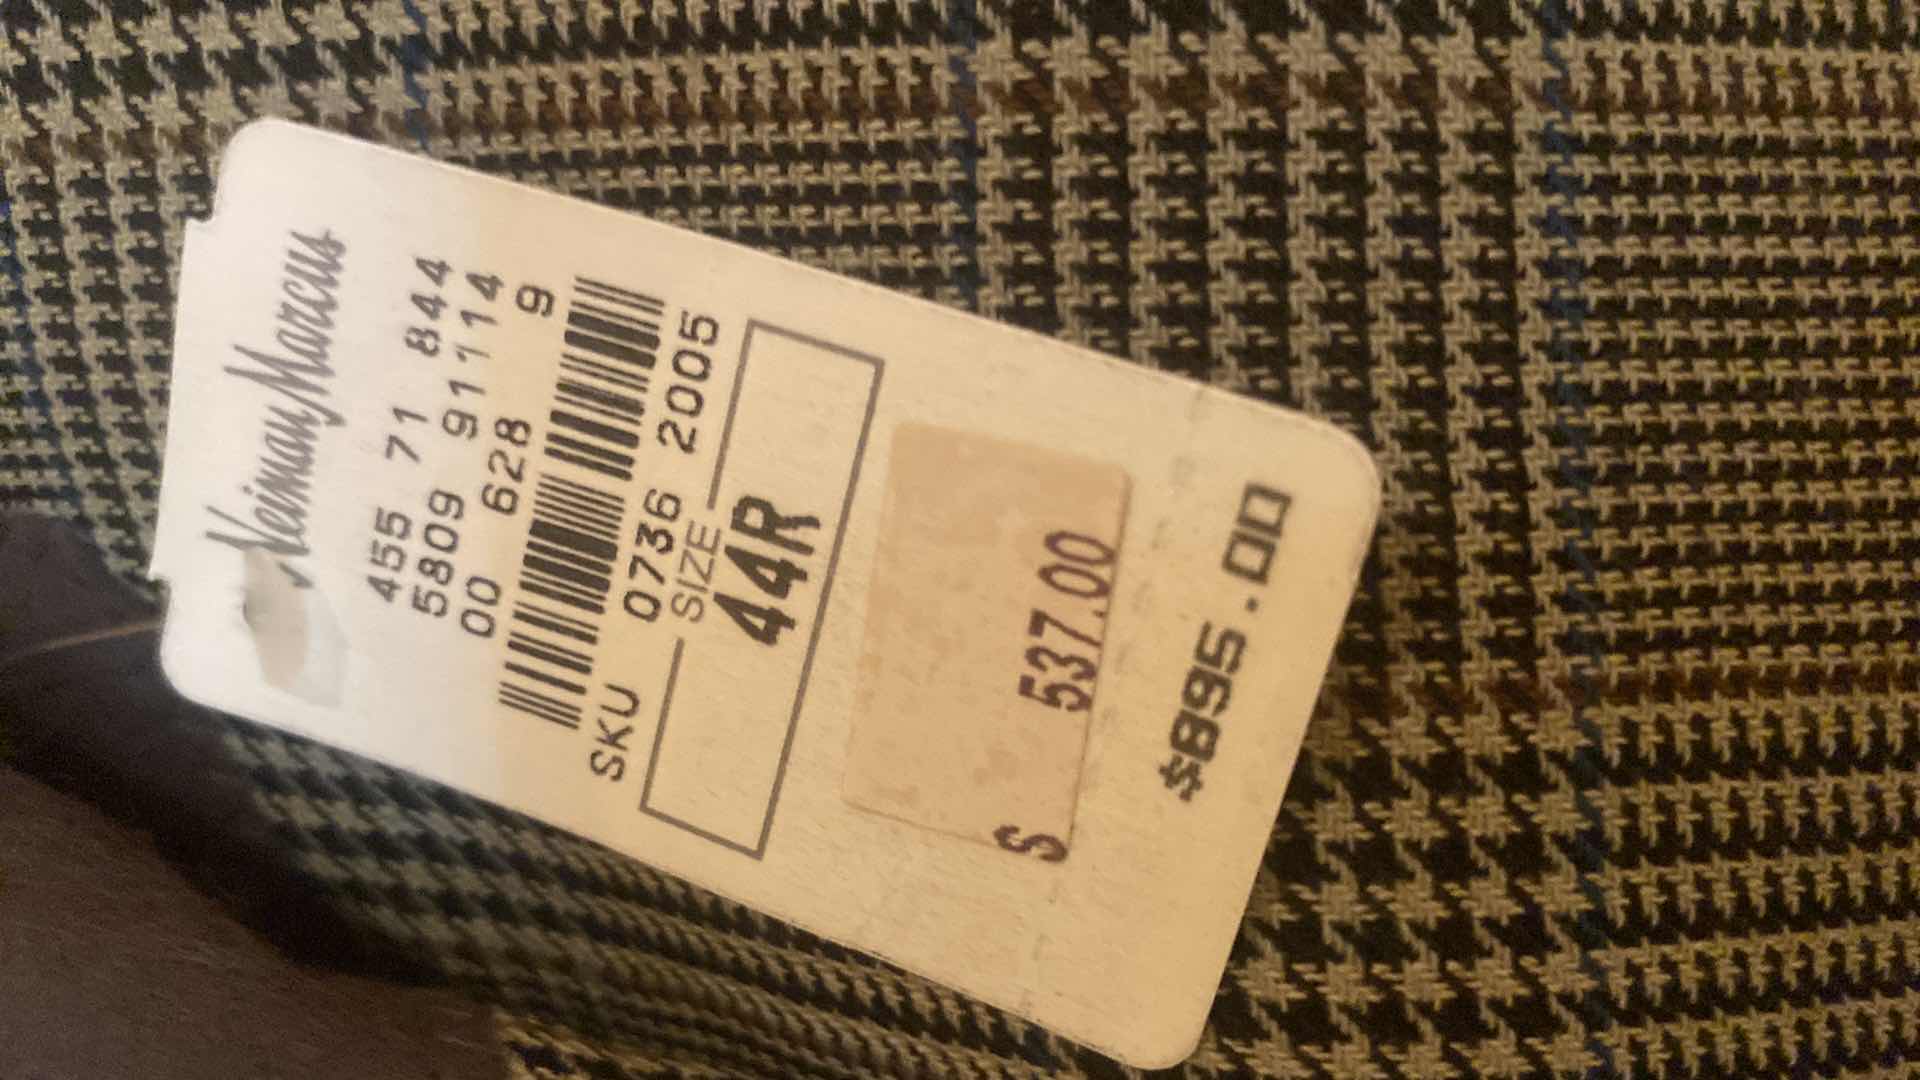 Neiman Marcus
455 71 844
5809 91114
00 628 9
SKU 0736 2005
SIZE
44R
$ 537.00
$895.00